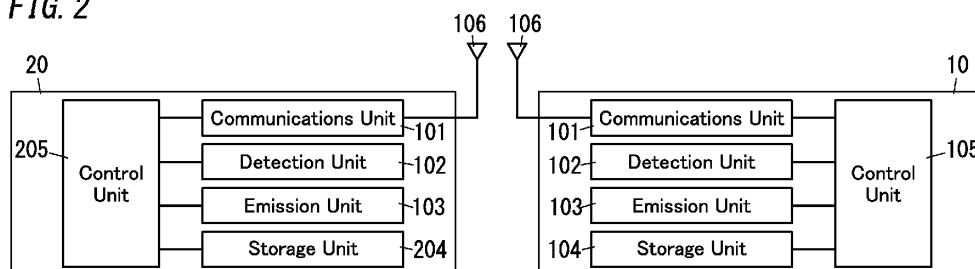 FIG. 2
106 106
20 10
Communications Unit 101 101 Communications Unit
205 Control Unit 105 Control Unit
Detection Unit 102 102 Detection Unit
Emission Unit 103 103 Emission Unit
Storage Unit 204 104 Storage Unit